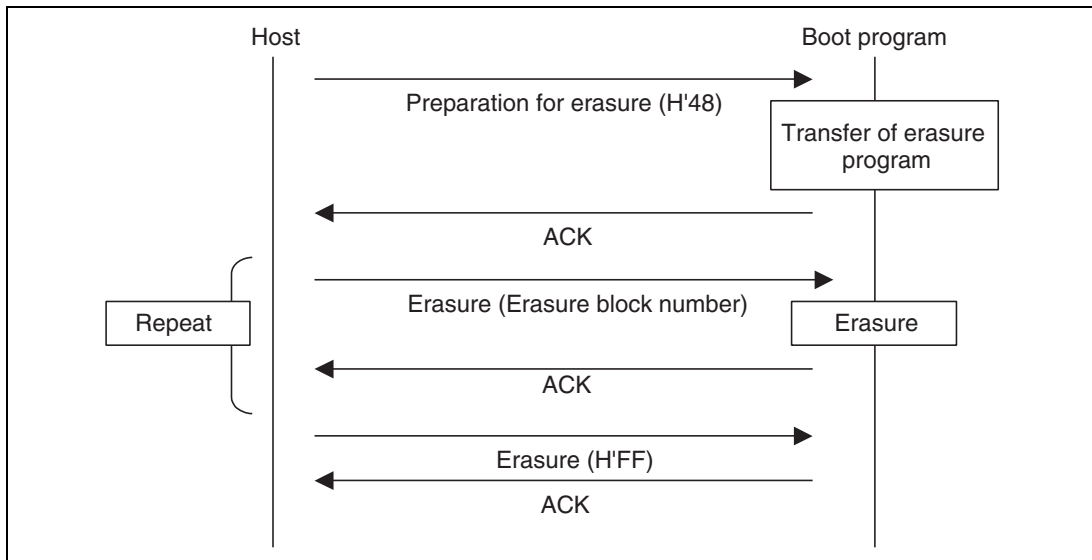 Host
Boot program
Preparation for erasure (H'48)
Transfer of erasure
program
ACK
Erasure (Erasure block number)
Repeat
Erasure
ACK
Erasure (H'FF)
ACK